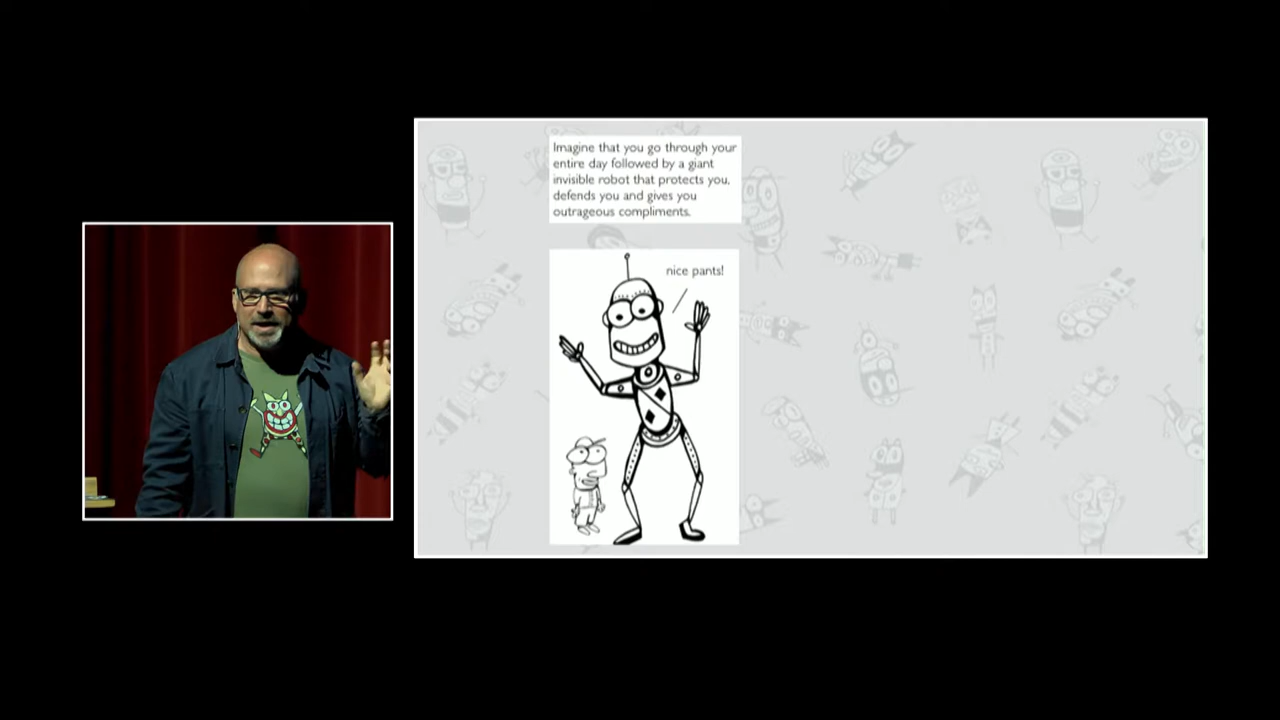 Imagine that you go through your
entire day followed by a giant
invisible robot that protects you,
defends you and gives you
outrageous compliments.
nice pants!